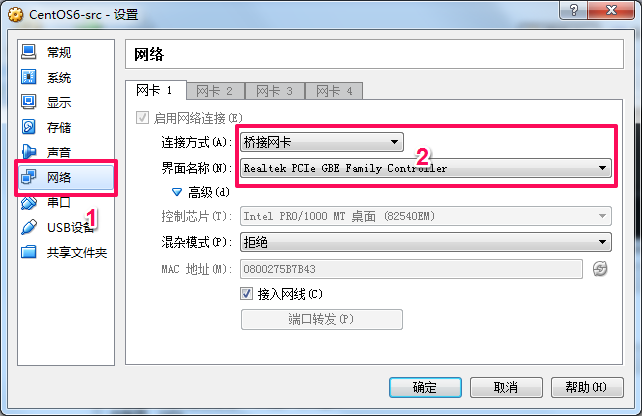 CentOS6-src - 设置
常规
系统
显示
存储
声音
网络
串口
USB设备
共享文件夹
1
网络
网卡 1 网卡 2 网卡 3 网卡 4
启用网络连接(E)
连接方式(A): 桥接网卡
2
界面名称(N): Realtek PCIe GBE Family Controller
高级(d)
控制芯片(T): Intel PRO/1000 MT 桌面 (82540EM)
混杂模式(P): 拒绝
MAC 地址(M): 0800275B7B43
接入网线(C)
端口转发(P)
确定 取消 帮助(H)